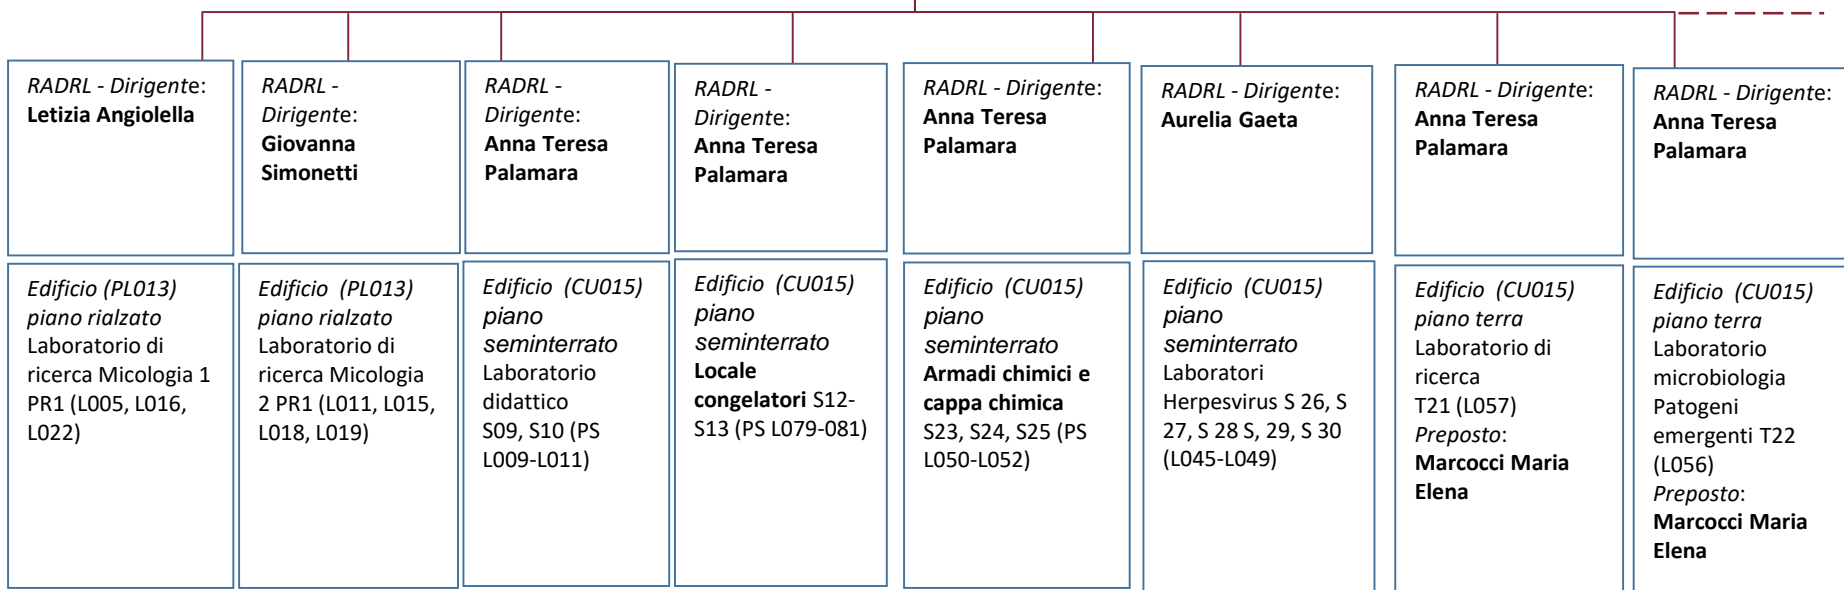 RADRL - Dirigente:
Letizia Angiolella
RADRL -
Dirigente:
Giovanna
Simonetti
RADRL -
Dirigente:
Anna Teresa
Palamara
RADRL -
Dirigente:
Anna Teresa
Palamara
RADRL - Dirigente:
Anna Teresa
Palamara
RADRL - Dirigente:
Aurelia Gaeta
RADRL - Dirigente:
Anna Teresa
Palamara
RADRL - Dirigente:
Anna Teresa
Palamara
Edificio (PL013)
piano rialzato
Laboratorio di
ricerca Micologia 1
PR1 (L005, L016,
L022)
Edificio (PL013)
piano rialzato
Laboratorio di
ricerca Micologia
2 PR1 (L011, L015,
L018, L019)
Edificio (CU015)
piano
seminterrato
Laboratorio
didattico
S09, S10 (PS
L009-L011)
Edificio (CU015)
piano
seminterrato
Locale
congelatori S12-
S13 (PS L079-081)
Edificio (CU015)
piano
seminterrato
Armadi chimici e
cappa chimica
S23, S24, S25 (PS
L050-L052)
Edificio (CU015)
piano
seminterrato
Laboratori
Herpesvirus S 26, S
27, S 28 S, 29, S 30
(L045-L049)
Edificio (CU015)
piano terra
Laboratorio di
ricerca
T21 (L057)
Preposto:
Marcocci Maria
Elena
Edificio (CU015)
piano terra
Laboratorio
microbiologia
Patogeni
emergenti T22
(L056)
Preposto:
Marcocci Maria
Elena